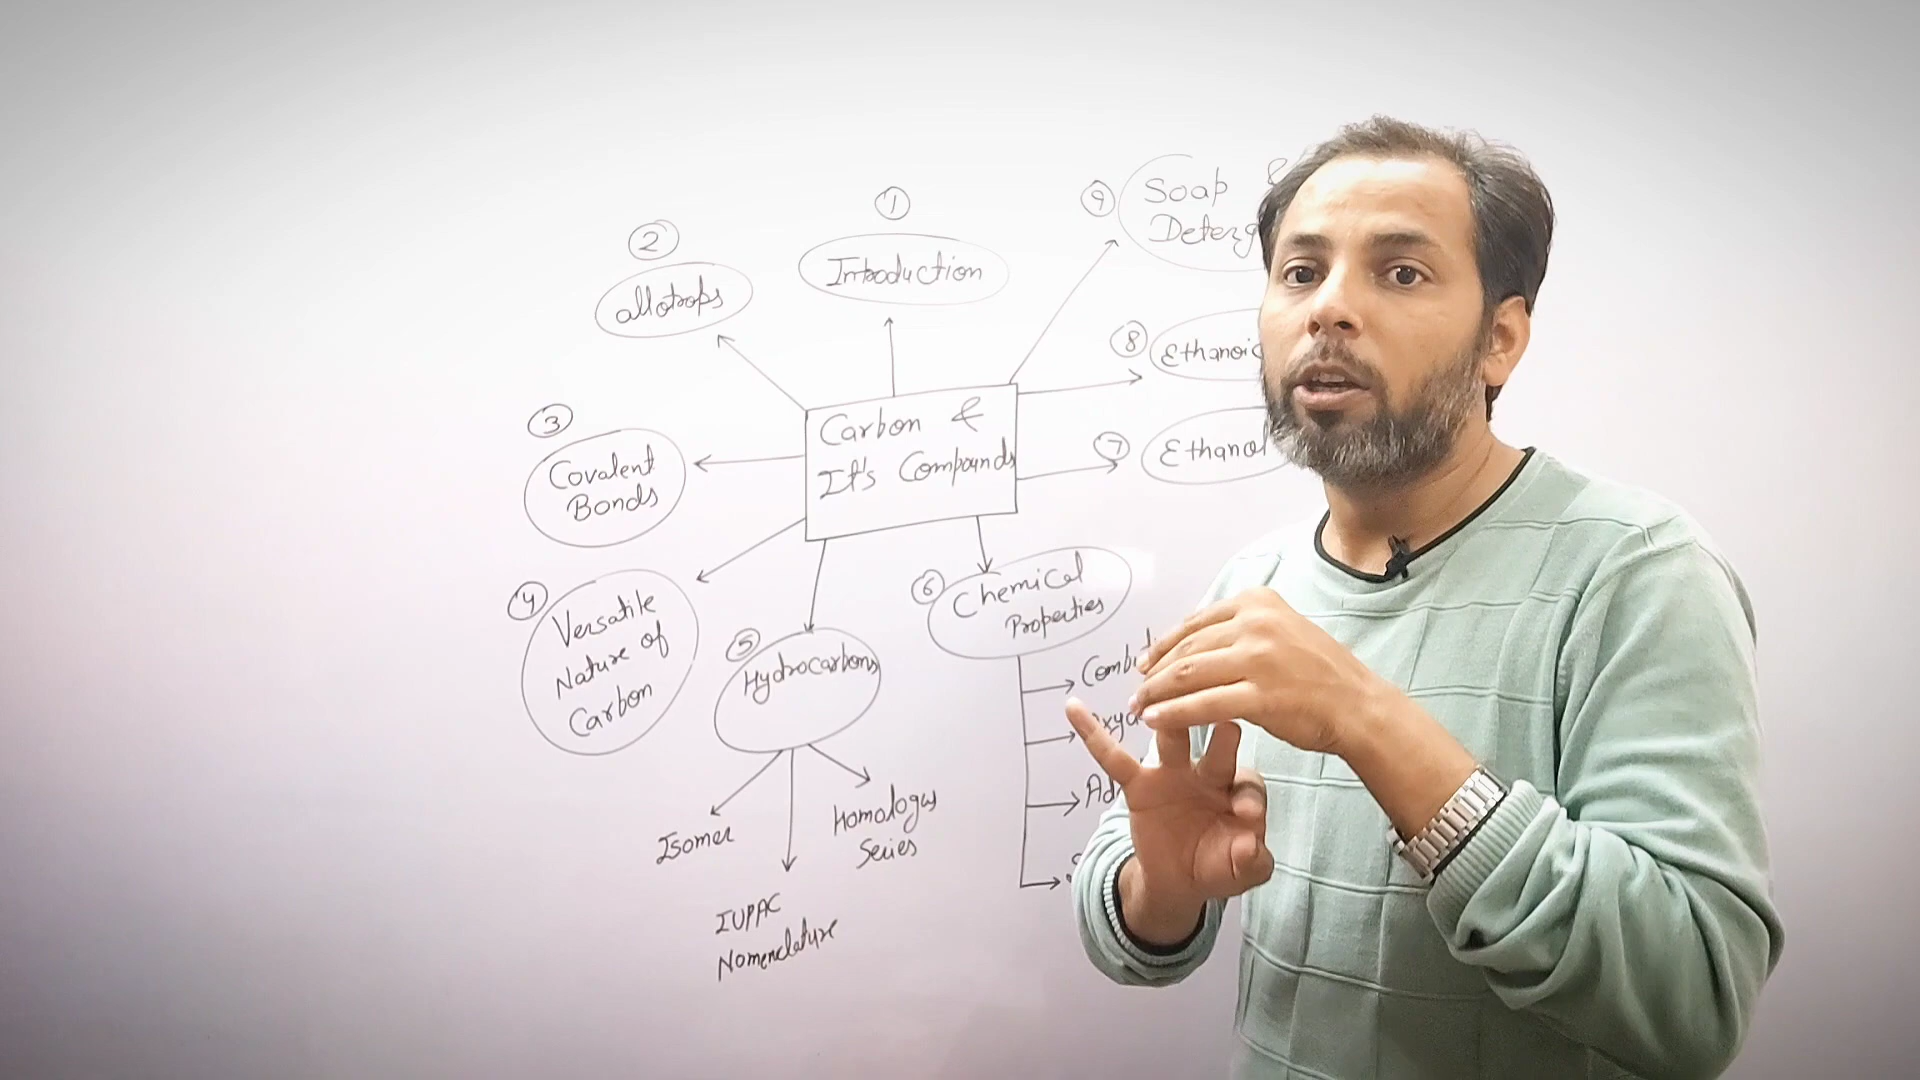 Carbon &
It's Compounds
①
Introduction
②
allotrops
③
Covalent
Bonds
④
Versatile
Nature of
Carbon
⑤
Hydrocarbons
Isomer
IUPAC
Nomenclature
Homologus
Series
⑥
Chemical
Properties
⑦
Ethanol
⑧
Ethanoic
⑨
Soap &